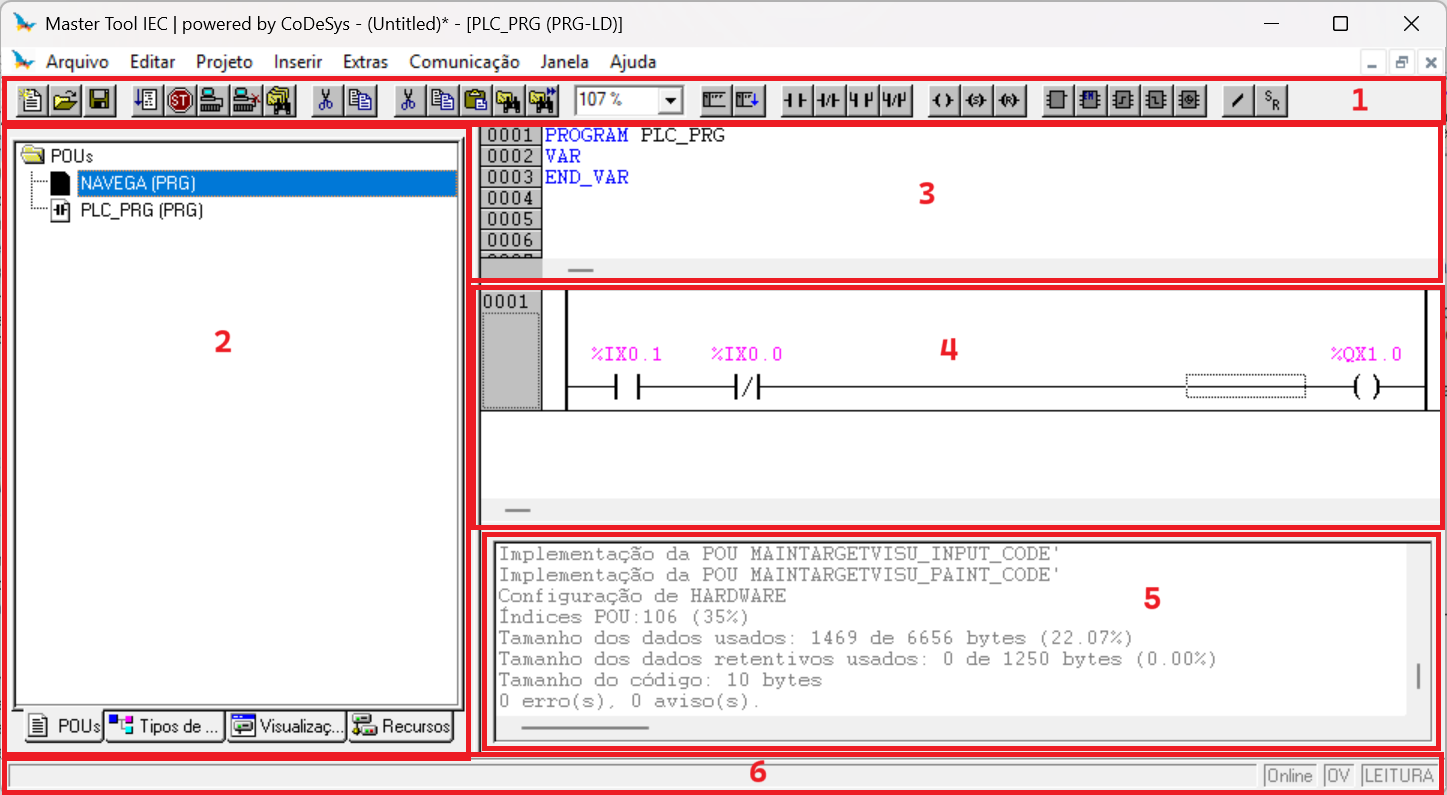 Master Tool IEC | powered by CoDeSys - (Untitled)* - [PLC_PRG (PRG-LD)]
Arquivo Editar Projeto Inserir Extras Comunicação Janela Ajuda
ST 107 % (S) (R) S R 1
POUs
NAVEGA (PRG)
PLC_PRG (PRG)
2
POUs Tipos de ... Visualizaç... Recursos
0001 PROGRAM PLC_PRG
0002 VAR
0003 END_VAR
0004
0005
0006
3
0001
%IX0.1 %IX0.0 %QX1.0
4
Implementação da POU MAINTARGETVISU_INPUT_CODE'
Implementação da POU MAINTARGETVISU_PAINT_CODE'
Configuração de HARDWARE
Índices POU:106 (35%)
Tamanho dos dados usados: 1469 de 6656 bytes (22.07%)
Tamanho dos dados retentivos usados: 0 de 1250 bytes (0.00%)
Tamanho do código: 10 bytes
0 erro(s), 0 aviso(s).
5
6
Online OV LEITURA